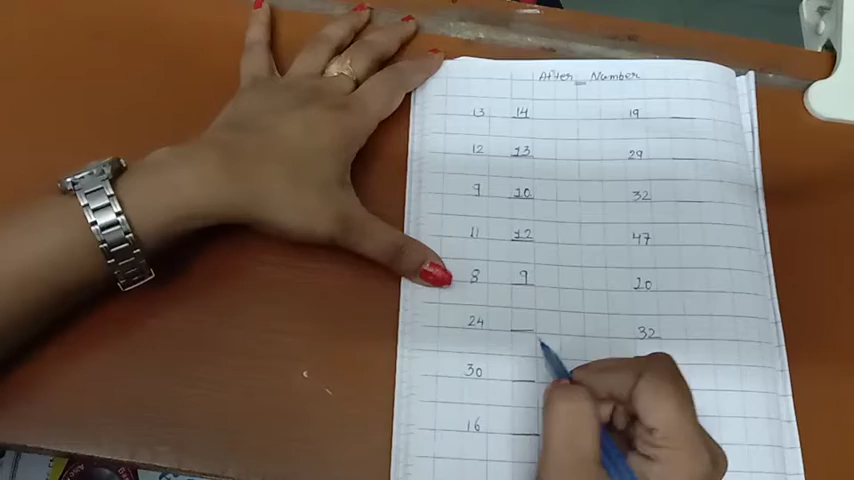 After Number
13 14 19
12 13 29
9 10 32
11 12 47
8 9 20
24 32
30
16